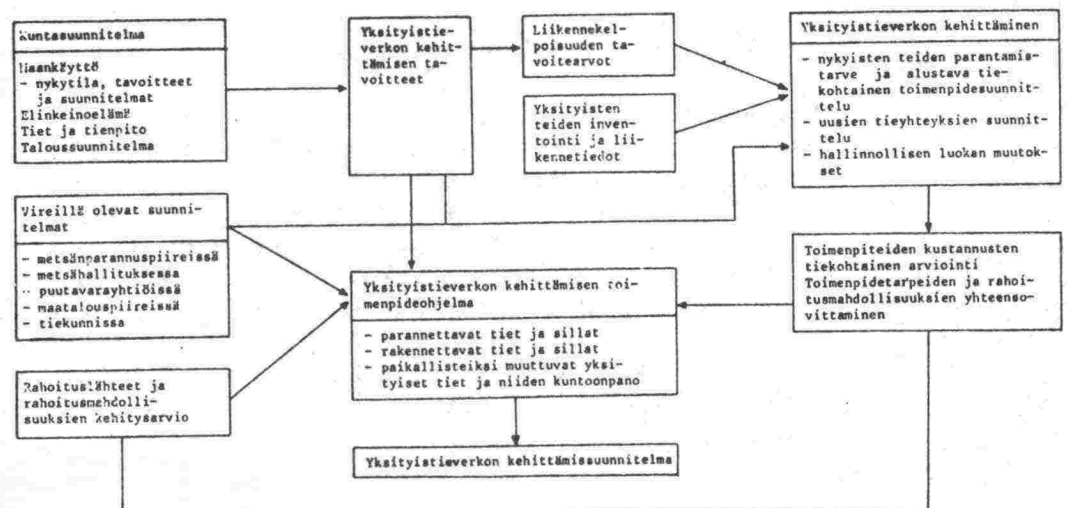 Kuntasuunnitelma
Maankäyttö
- nykytila, tavoitteet
ja suunnitelmat
Elinkeinoelämä
Tiet ja tienpito
Taloussuunnitelma
Yksityistie-
verkon kehit-
tämisen ta-
voitteet
Liikennekel-
poisuuden ta-
voitearvot
Yksityisten
teiden inven-
tointi ja lii-
kennetiedot
Yksityistieverkon kehittäminen
- nykyisten teiden parantamis-
tarve ja alustava tie-
kohtainen toimenpidesuunnit-
telu
- uusien tieyhteyksien suunnit-
telu
- hallinnollisen luokan muutok-
set
Vireillä olevat suunni-
telmat
- metsänparannuspiireissä
- metsähallituksessa
- puutavarayhtiöissä
- maatalouspiireissä
- tiekunnissa
Yksityistieverkon kehittämisen toi-
menpideohjelma
- parannettavat tiet ja sillat
- rakennettavat tiet ja sillat
- paikallisteiksi muuttuvat yksi-
tyiset tiet ja niiden kuntoonpano
Toimenpiteiden kustannusten
tiekohtainen arviointi
Toimenpidetarpeiden ja rahoi-
tusmahdollisuuksien yhteenso-
vittaminen
Rahoituslähteet ja
rahoitusmahdolli-
suuksien kehitysarvio
Yksityistieverkon kehittämissuunnitelma